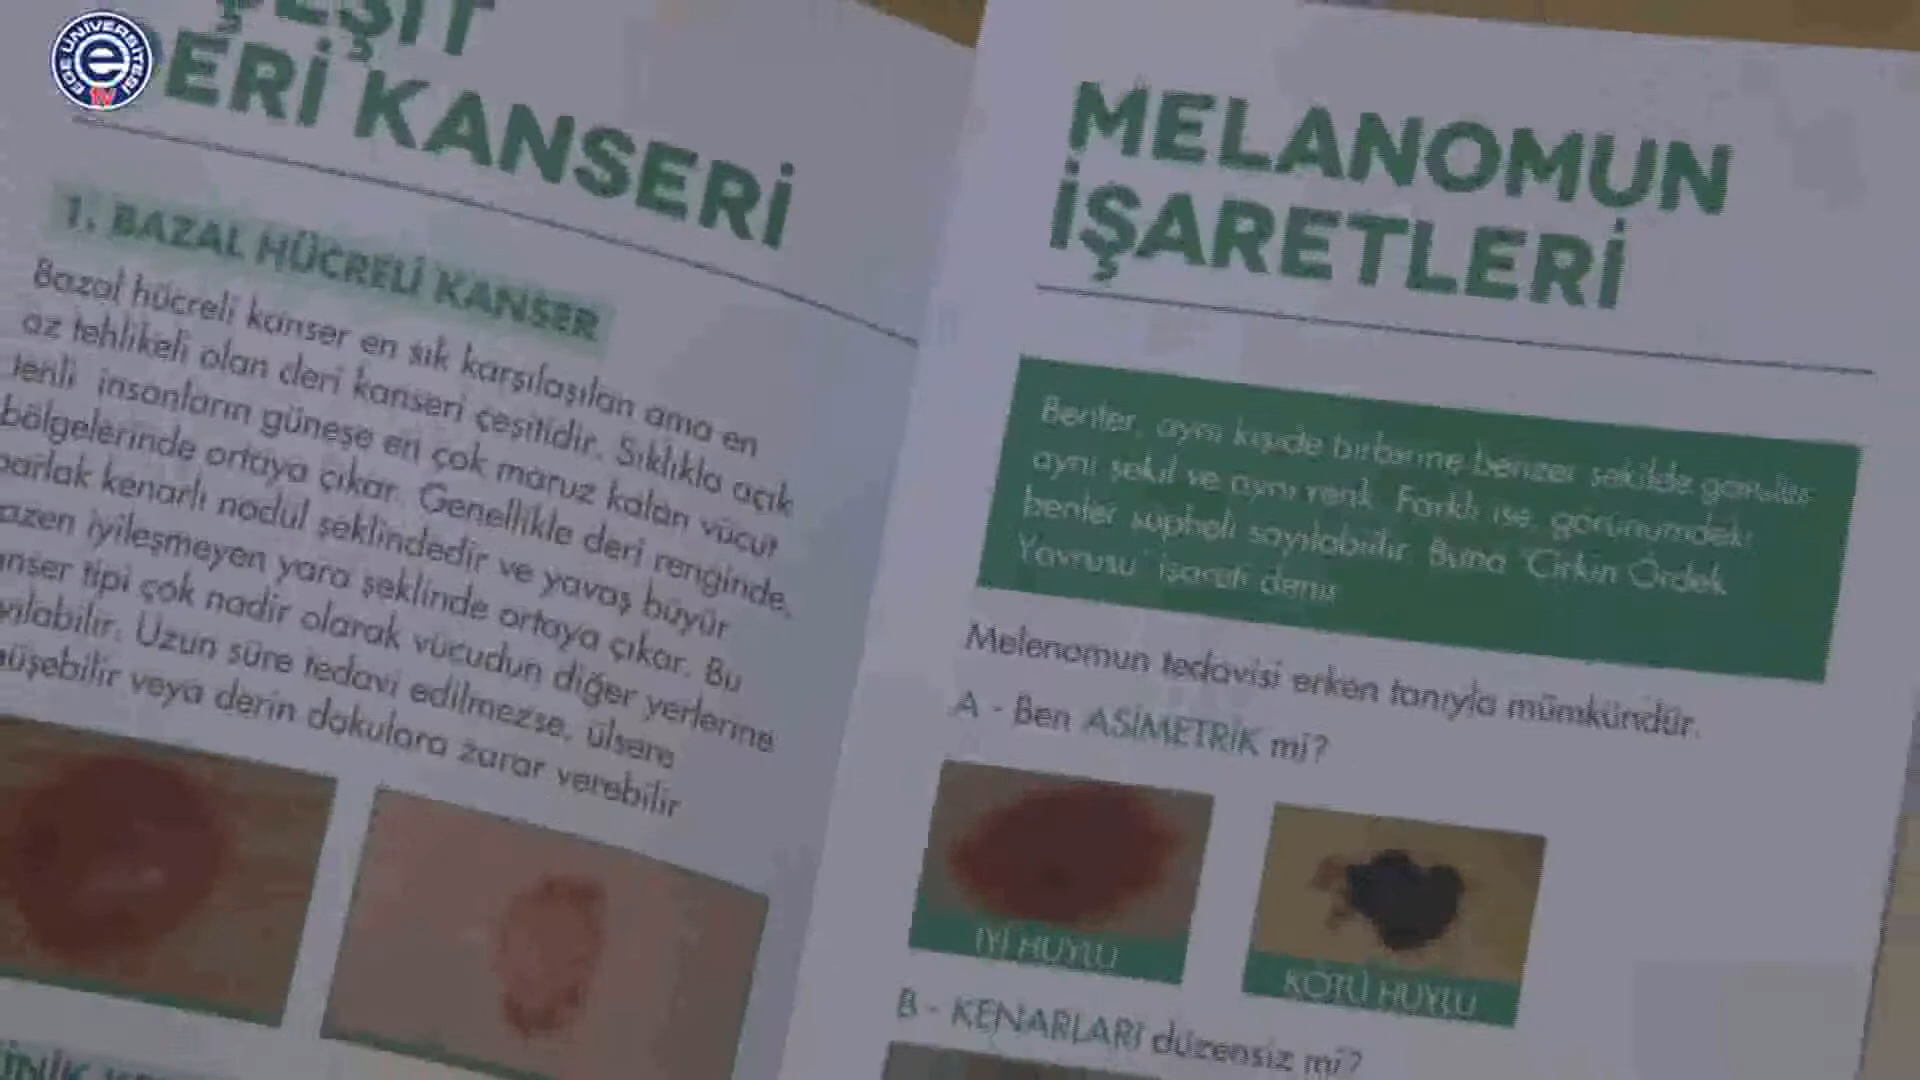 EGE ÜNİVERSİTESİ
e
tv
ÇEŞİT
DERİ KANSERİ
1. BAZAL HÜCRELİ KANSER
Bazal hücreli kanser en sık karşılaşılan ama en
az tehlikeli olan deri kanseri çeşitidir. Sıklıkla açık
tenli insanların güneşe en çok maruz kalan vücut
bölgelerinde ortaya çıkar. Genellikle deri renginde,
parlak kenarlı nodul şeklindedir ve yavaş büyür
azen iyileşmeyen yara şeklinde ortaya çıkar. Bu
anser tipi çok nadir olarak vücudun diğer yerlerine
yılabilir. Uzun süre tedavi edilmezse, ülsere
üşebilir veya derin dokulara zarar verebilir
MELANOMUN
İŞARETLERİ
Benler, aynı kişide birbirine benzer şekilde görülür
aynı şekil ve aynı renk. Farklı ise, görünümdeki
benler şüpheli sayılabilir. Buna "Çirkin Ördek
Yavrusu" işareti denir
Melenomun tedavisi erken tanıyla mümkündür.
A - Ben ASİMETRİK mi?
İYİ HUYLU
KÖTÜ HUYLU
B - KENARLARI düzensiz mi?